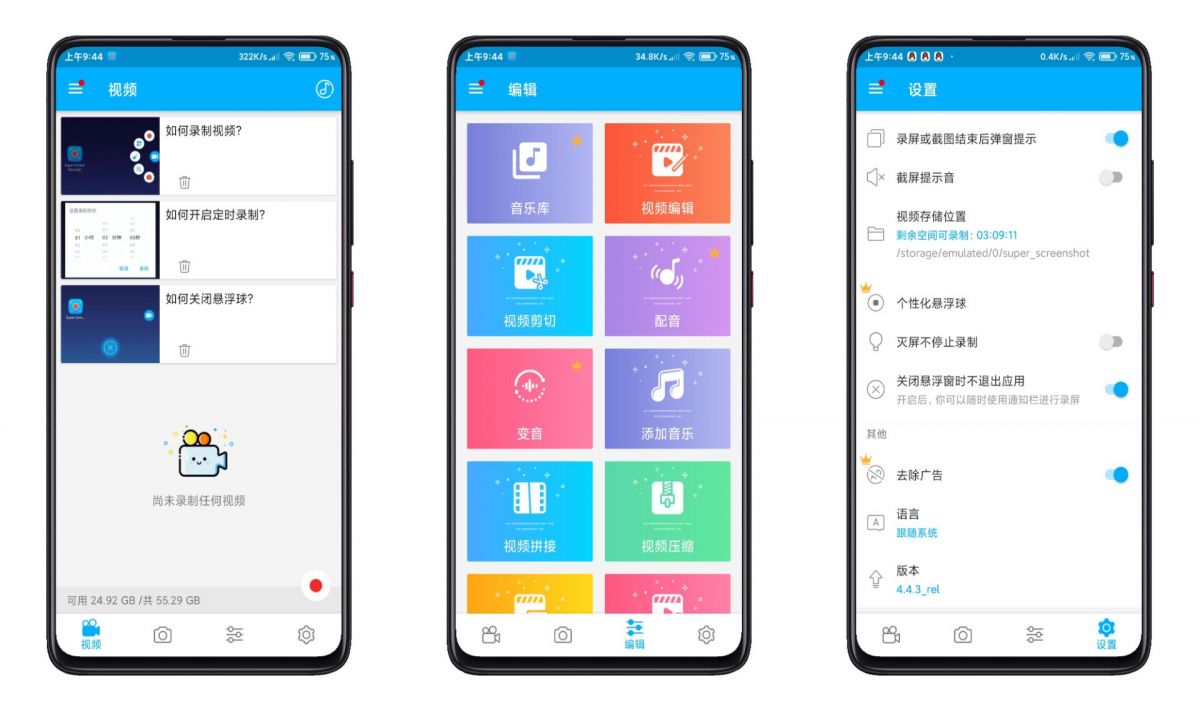 上午9:44
322K/s
75%
视频
如何录制视频?
如何开启定时录制?
01 小时 02 分钟 03秒
如何关闭悬浮球?
尚未录制任何视频
可用 24.92 GB /共 55.29 GB
视频
上午9:44
34.8K/s
75%
编辑
音乐库
视频编辑
视频剪切
配音
变音
添加音乐
视频拼接
视频压缩
编辑
上午9:44
0.4K/s
75%
设置
录屏或截图结束后弹窗提示
截屏提示音
视频存储位置
剩余空间可录制: 03:09:11
/storage/emulated/0/super_screenshot
个性化悬浮球
灭屏不停止录制
关闭悬浮窗时不退出应用
开启后, 你可以随时使用通知栏进行录屏
其他
去除广告
A
语言
跟随系统
版本
4.4.3_rel
设置